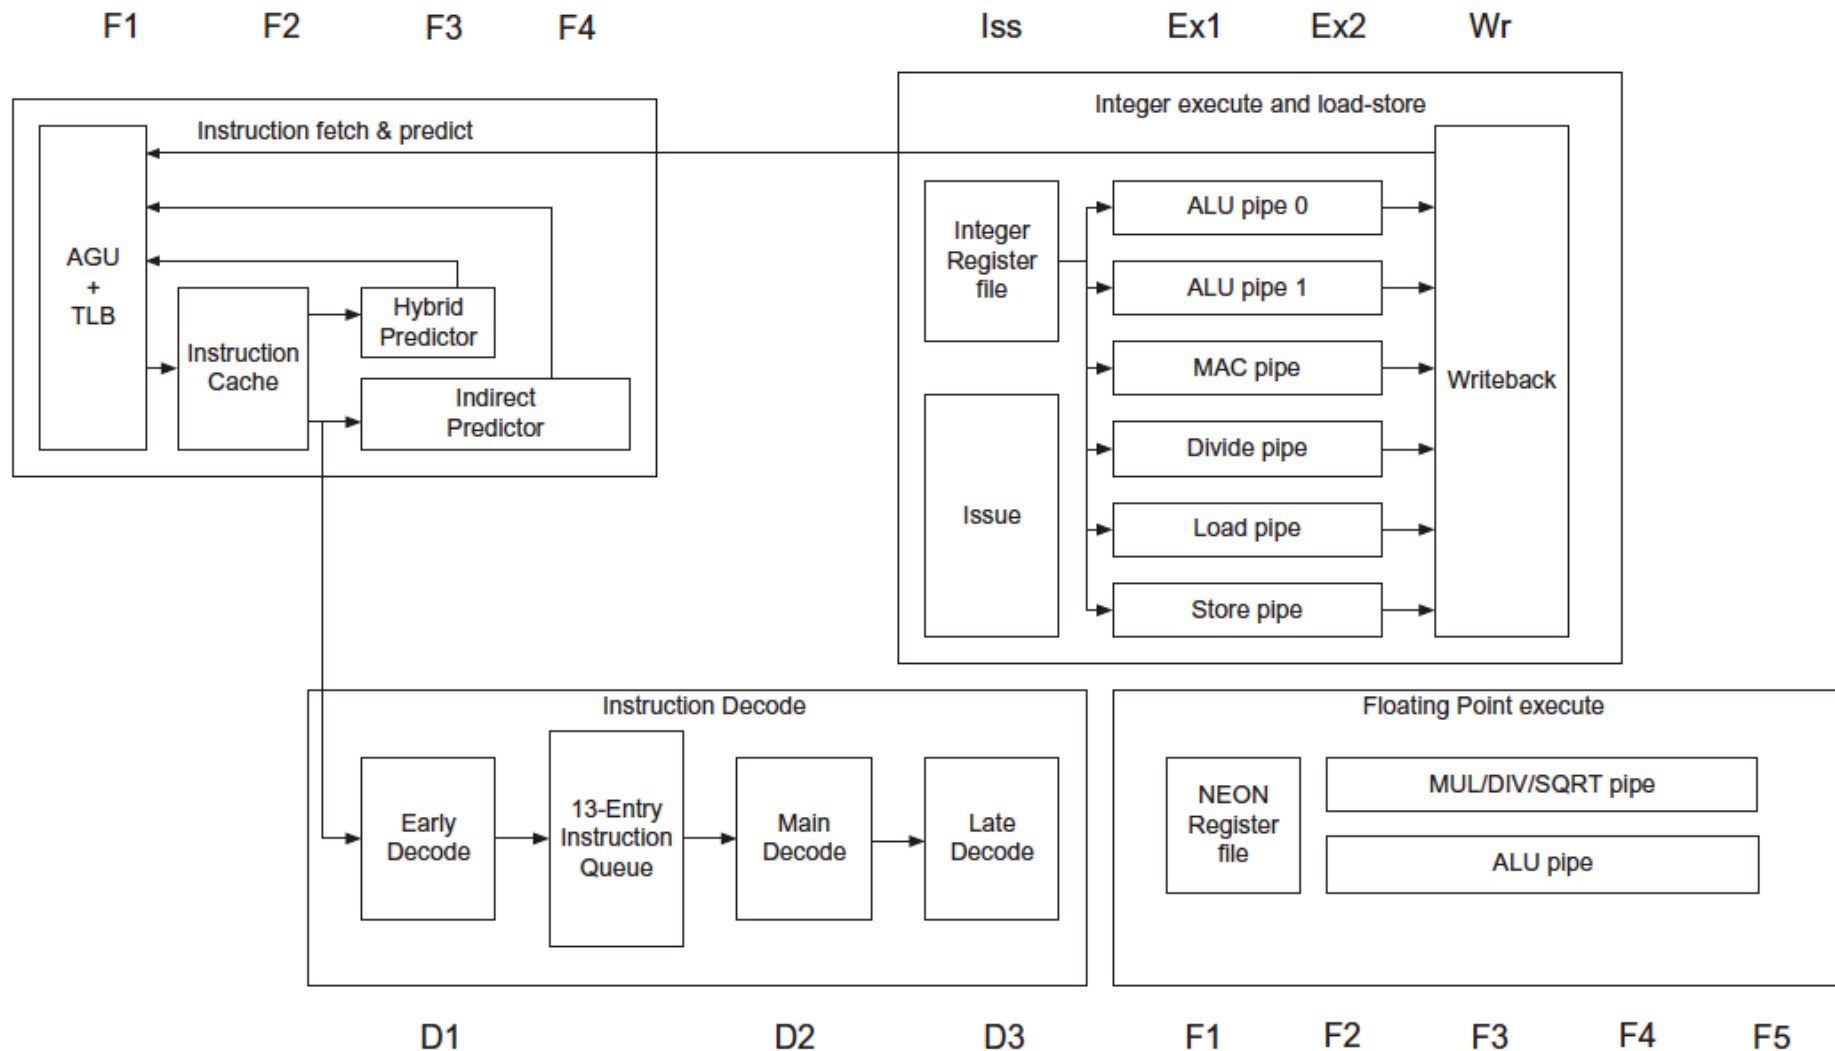 F1 F2 F3 F4 Iss Ex1 Ex2 Wr
Instruction fetch & predict
AGU
+
TLB
Instruction
Cache
Hybrid
Predictor
Indirect
Predictor
Integer execute and load-store
Integer
Register
file
Issue
ALU pipe 0
ALU pipe 1
MAC pipe
Divide pipe
Load pipe
Store pipe
Writeback
Instruction Decode
Early
Decode
13-Entry
Instruction
Queue
Main
Decode
Late
Decode
Floating Point execute
NEON
Register
file
MUL/DIV/SQRT pipe
ALU pipe
D1 D2 D3 F1 F2 F3 F4 F5